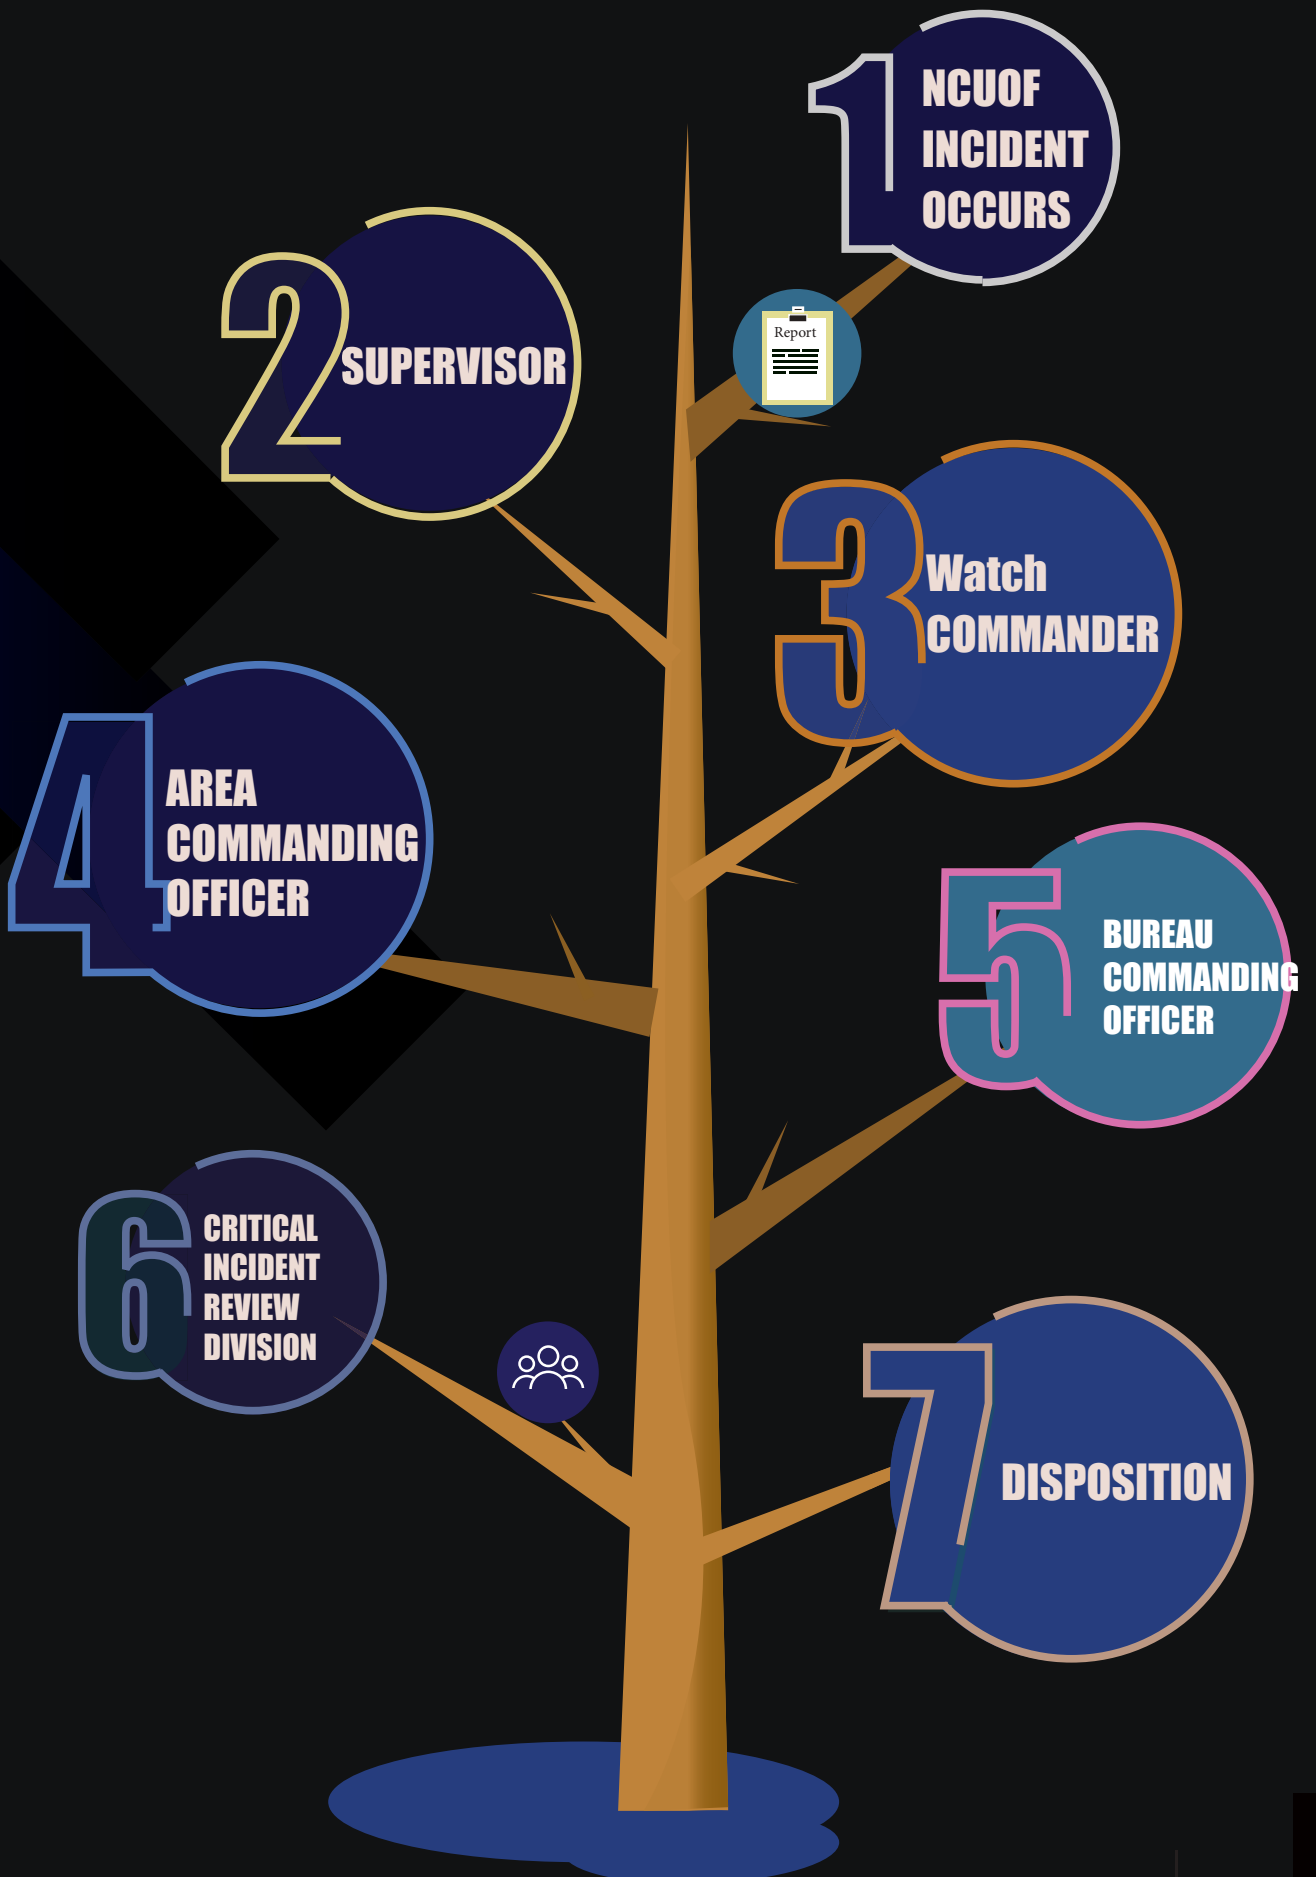 1
NCUOF
INCIDENT
OCCURS
2
SUPERVISOR
Report
3
Watch
COMMANDER
4
AREA
COMMANDING
OFFICER
5
BUREAU
COMMANDING
OFFICER
6
CRITICAL
INCIDENT
REVIEW
DIVISION
7
DISPOSITION